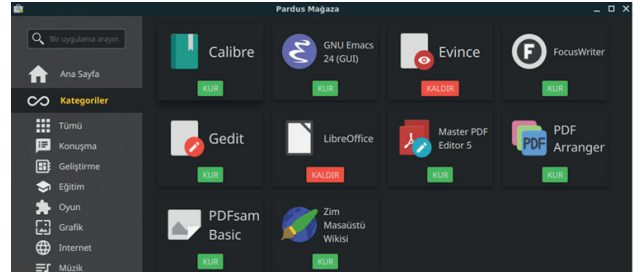 Pardus Mağaza
Bir uygulama arayın
Ana Sayfa
Kategoriler
Tümü
Konuşma
Geliştirme
Eğitim
Oyun
Grafik
İnternet
Müzik
Calibre
KUR
GNU Emacs
24 (GUI)
KUR
Evince
KALDIR
FocusWriter
KUR
Gedit
KUR
LibreOffice
KALDIR
Master PDF
Editor 5
KUR
PDF
PDF
Arranger
KUR
PDFsam
Basic
KUR
Zim
Masaüstü
Wikisi
KUR